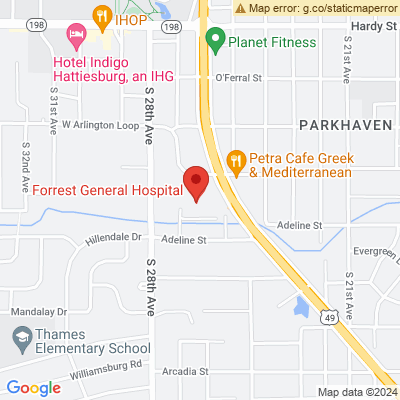 Map error: g.co/staticmaperror
198
IHOP
198
Hardy St
Hotel Indigo
Hattiesburg, an IHG
Planet Fitness
S 21st Ave
S 31st Ave
S 28th Ave
O'Ferral St
W Arlington Loop
PARKHAVEN
S 32nd Ave
Petra Cafe Greek
& Mediterranean
Forrest General Hospital
Adeline St
Hillendale Dr
Adeline St
Evergreen
S 28th Ave
S 21st Ave
Mandalay Dr
49
Thames
Elementary School
Williamsburg Rd
Arcadia St
Google
Map data ©2024